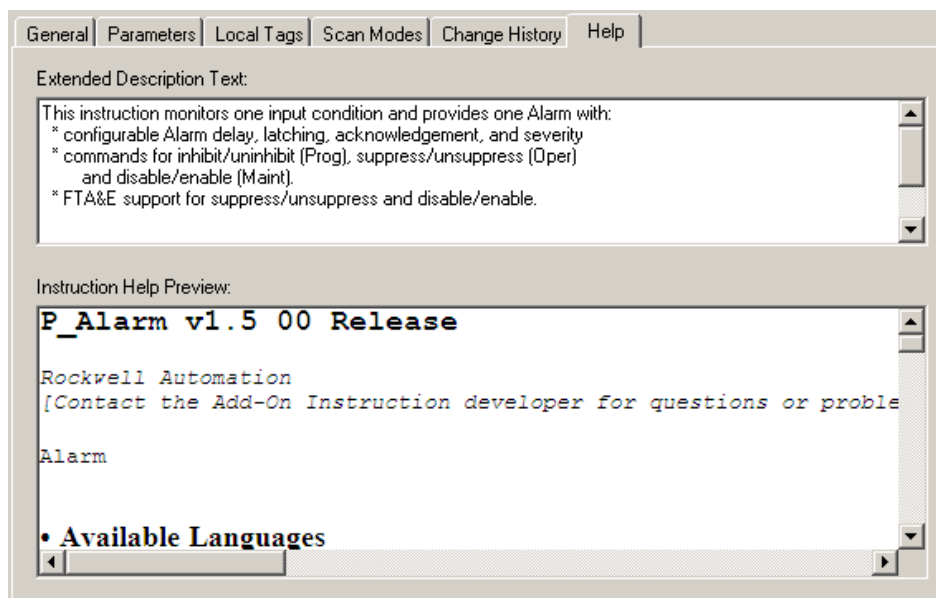 General Parameters Local Tags Scan Modes Change History Help
Extended Description Text:
This instruction monitors one input condition and provides one Alarm with:
* configurable Alarm delay, latching, acknowledgement, and severity
* commands for inhibit/uninhibit (Prog), suppress/unsuppress (Oper)
and disable/enable (Maint).
* FTA&E support for suppress/unsuppress and disable/enable.
Instruction Help Preview:
P_Alarm v1.5 00 Release
Rockwell Automation
[Contact the Add-On Instruction developer for questions or proble
Alarm
• Available Languages